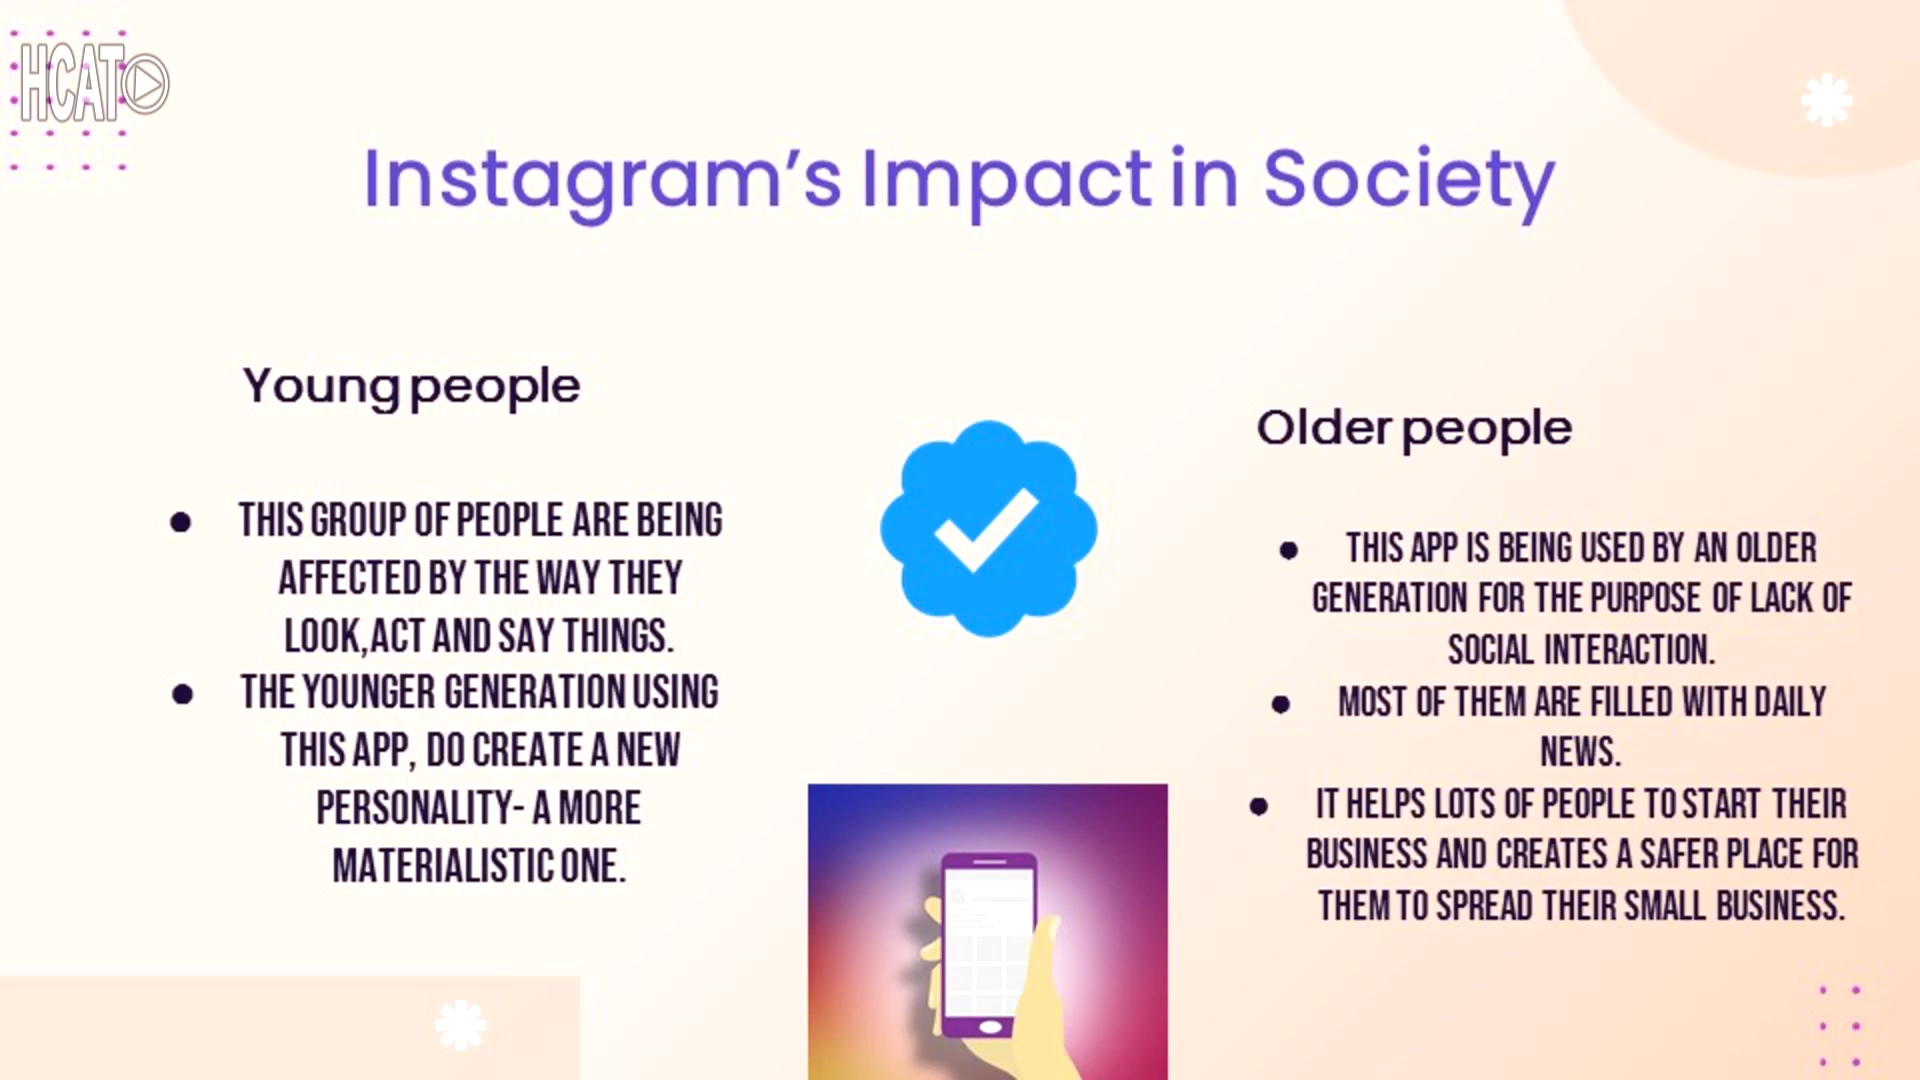 HCAT
Instagram’s Impact in Society
Young people
THIS GROUP OF PEOPLE ARE BEING
AFFECTED BY THE WAY THEY
LOOK,ACT AND SAY THINGS.
THE YOUNGER GENERATION USING
THIS APP, DO CREATE A NEW
PERSONALITY- A MORE
MATERIALISTIC ONE.
Older people
THIS APP IS BEING USED BY AN OLDER
GENERATION FOR THE PURPOSE OF LACK OF
SOCIAL INTERACTION.
MOST OF THEM ARE FILLED WITH DAILY
NEWS.
IT HELPS LOTS OF PEOPLE TO START THEIR
BUSINESS AND CREATES A SAFER PLACE FOR
THEM TO SPREAD THEIR SMALL BUSINESS.